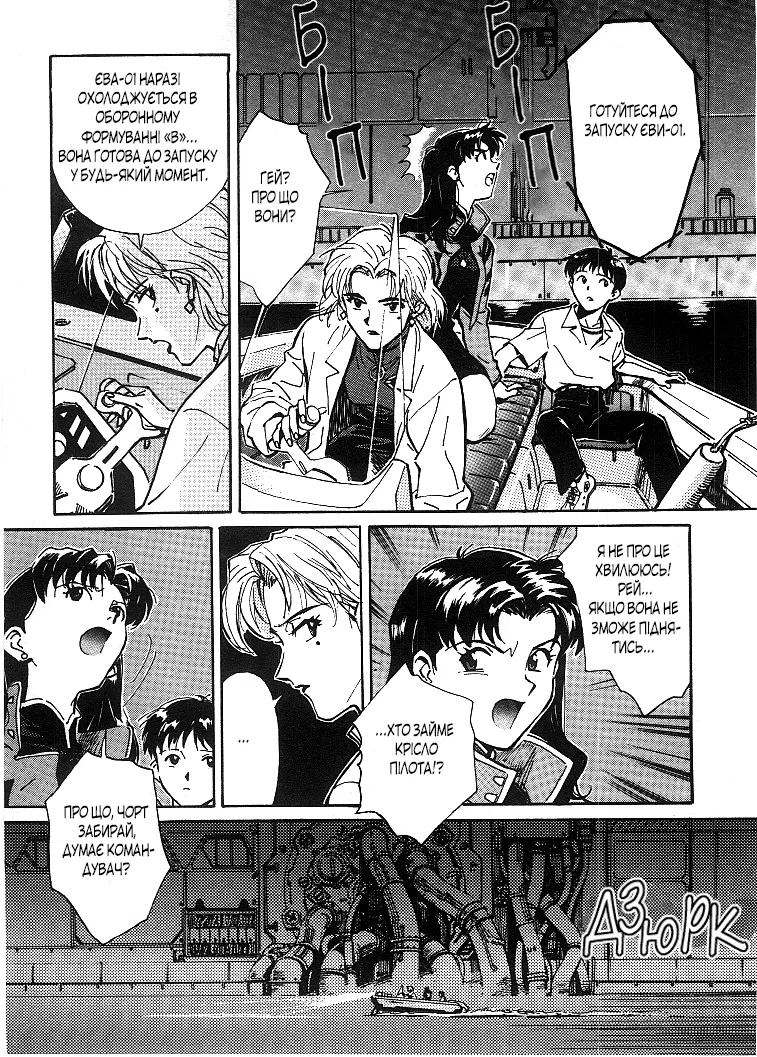 ГОТУЙТЕСЯ ДО
ЗАПУСКУ ЄВИ-01.
БІП
БІП
ГЕЙ?
ПРО ЩО
ВОНИ?
ЄВА-01 НАРАЗІ
ОХОЛОДЖУЄТЬСЯ В
ОБОРОННОМУ
ФОРМУВАННІ «В»...
ВОНА ГОТОВА ДО ЗАПУСКУ
У БУДЬ-ЯКИЙ МОМЕНТ.
Я НЕ ПРО ЦЕ
ХВИЛЮЮСЬ!
РЕЙ...
ЯКЩО ВОНА НЕ
ЗМОЖЕ ПІДНЯ-
ТИСЬ...
...ХТО ЗАЙМЕ
КРІСЛО
ПІЛОТА!?
...
ПРО ЩО, ЧОРТ
ЗАБИРАЙ,
ДУМАЄ КОМАН-
ДУВАЧ?
ДЗЮРК